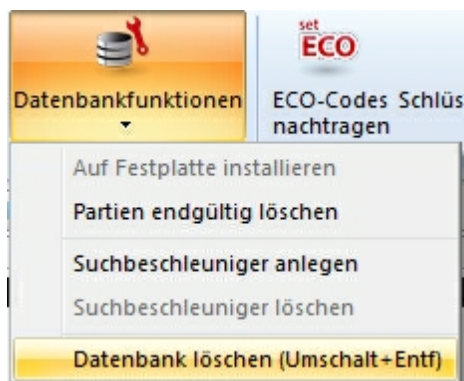 set
ECO
Datenbankfunktionen
ECO-Codes Schlüs
nachtragen
Auf Festplatte installieren
Partien endgültig löschen
Suchbeschleuniger anlegen
Suchbeschleuniger löschen
Datenbank löschen (Umschalt+Entf)